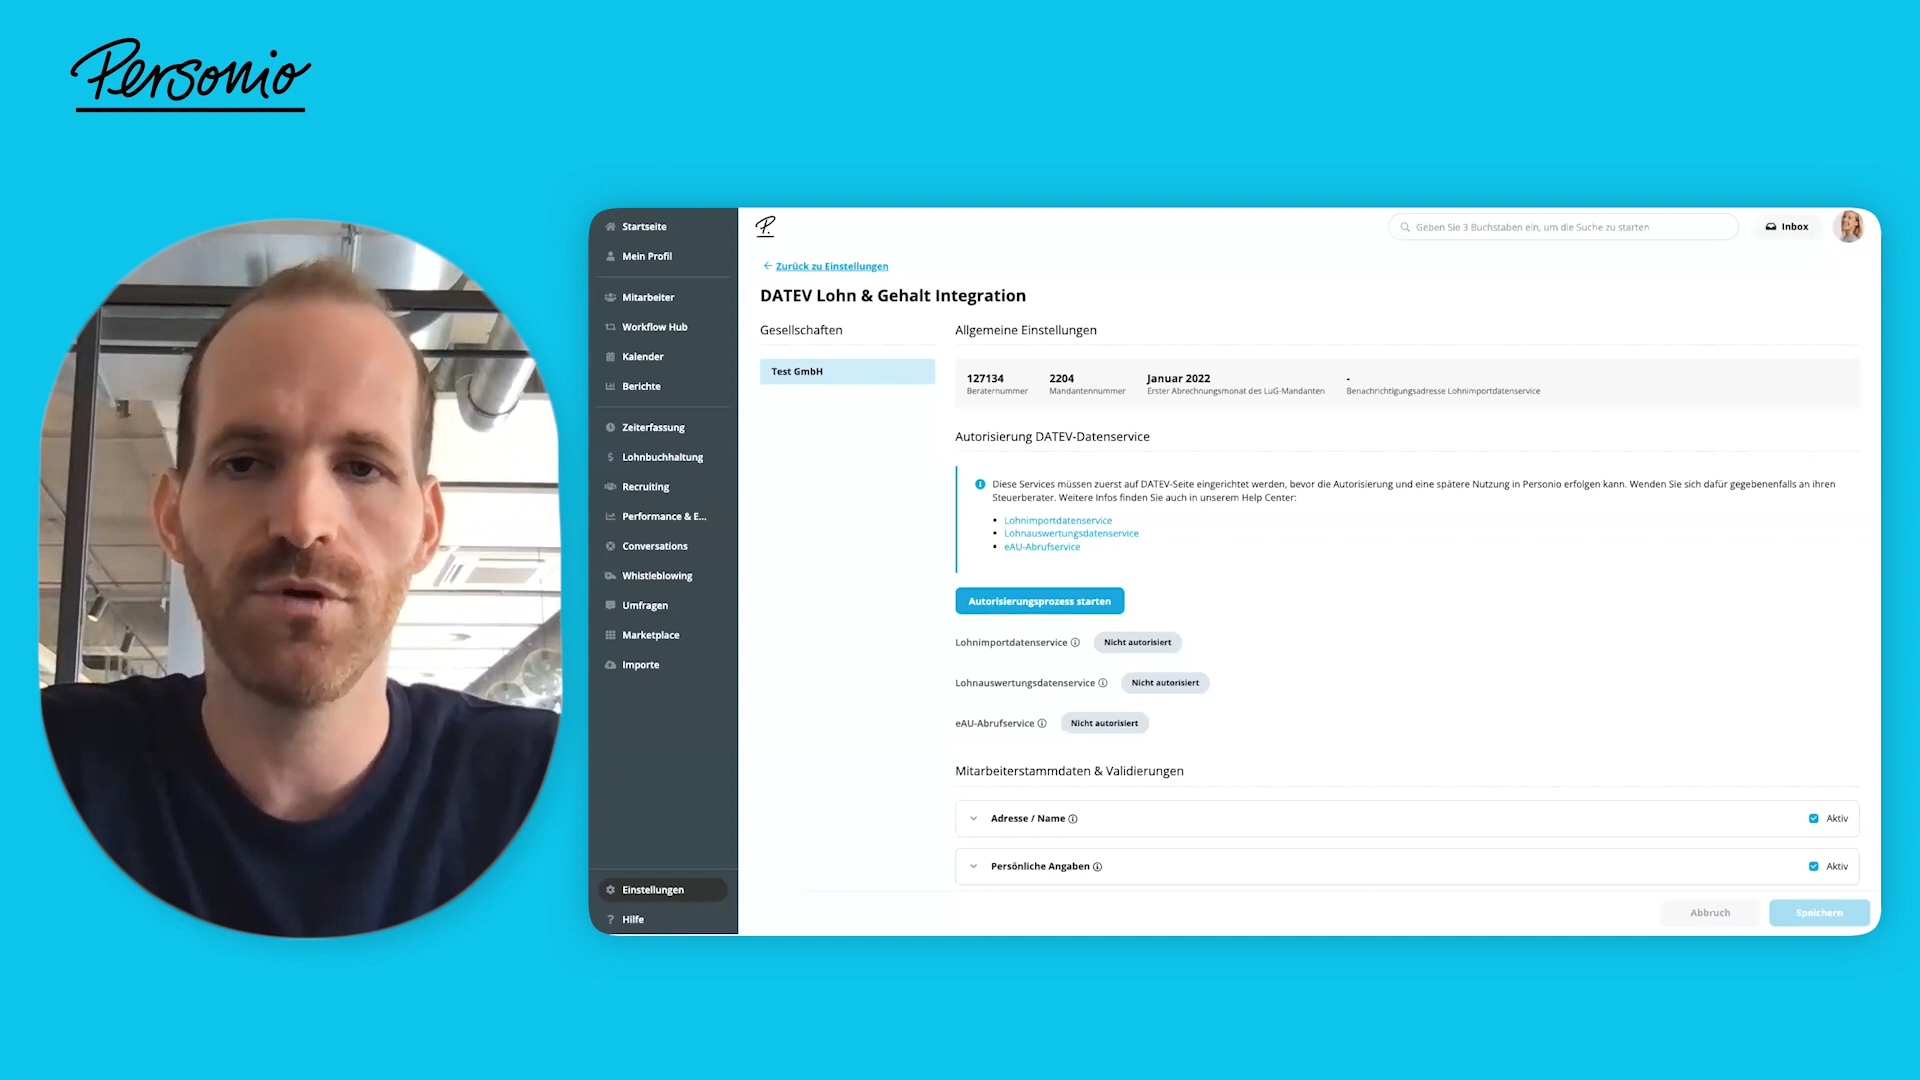 Personio
Startseite
Mein Profil
Mitarbeiter
Workflow Hub
Kalender
Berichte
Zeiterfassung
Lohnbuchhaltung
Recruiting
Performance & E...
Conversations
Whistleblowing
Umfragen
Marketplace
Importe
Einstellungen
Hilfe
P.
Geben Sie 3 Buchstaben ein, um die Suche zu starten
Inbox
Zurück zu Einstellungen
DATEV Lohn & Gehalt Integration
Gesellschaften
Test GmbH
Allgemeine Einstellungen
127134 2204 Januar 2022 -
Beraternummer Mandantennummer Erster Abrechnungsmonat des LuG-Mandanten Benachrichtigungsadresse Lohnimportdatenservice
Autorisierung DATEV-Datenservice
Diese Services müssen zuerst auf DATEV-Seite eingerichtet werden, bevor die Autorisierung und eine spätere Nutzung in Personio erfolgen kann. Wenden Sie sich dafür gegebenenfalls an ihren
Steuerberater. Weitere Infos finden Sie auch in unserem Help Center:
• Lohnimportdatenservice
• Lohnauswertungsdatenservice
• eAU-Abrufservice
Autorisierungsprozess starten
Lohnimportdatenservice Nicht autorisiert
Lohnauswertungsdatenservice Nicht autorisiert
eAU-Abrufservice Nicht autorisiert
Mitarbeiterstammdaten & Validierungen
Adresse / Name Aktiv
Persönliche Angaben Aktiv
Abbruch Speichern